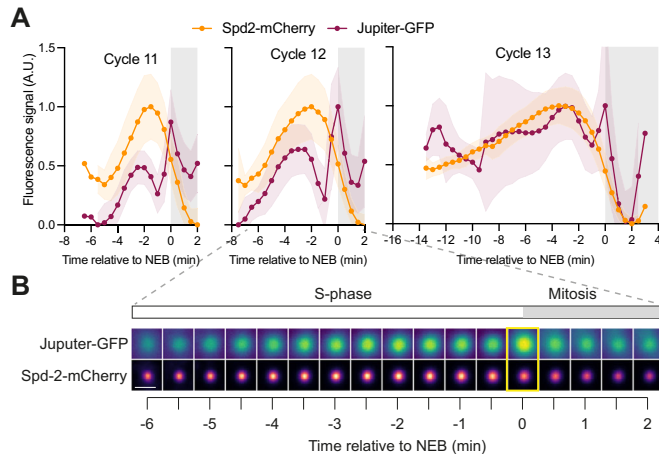 A
Spd2-mCherry Jupiter-GFP
Cycle 11 Cycle 12 Cycle 13
Fluorescence signal (A.U.)
1.5
1.0
0.5
0.0
-8 -6 -4 -2 0 2
-8 -6 -4 -2 0 2
-16 -14 -12 -10 -8 -6 -4 -2 0 2 4
Time relative to NEB (min) Time relative to NEB (min) Time relative to NEB (min)
B
S-phase Mitosis
Juputer-GFP
Spd-2-mCherry
-6 -5 -4 -3 -2 -1 0 1 2
Time relative to NEB (min)